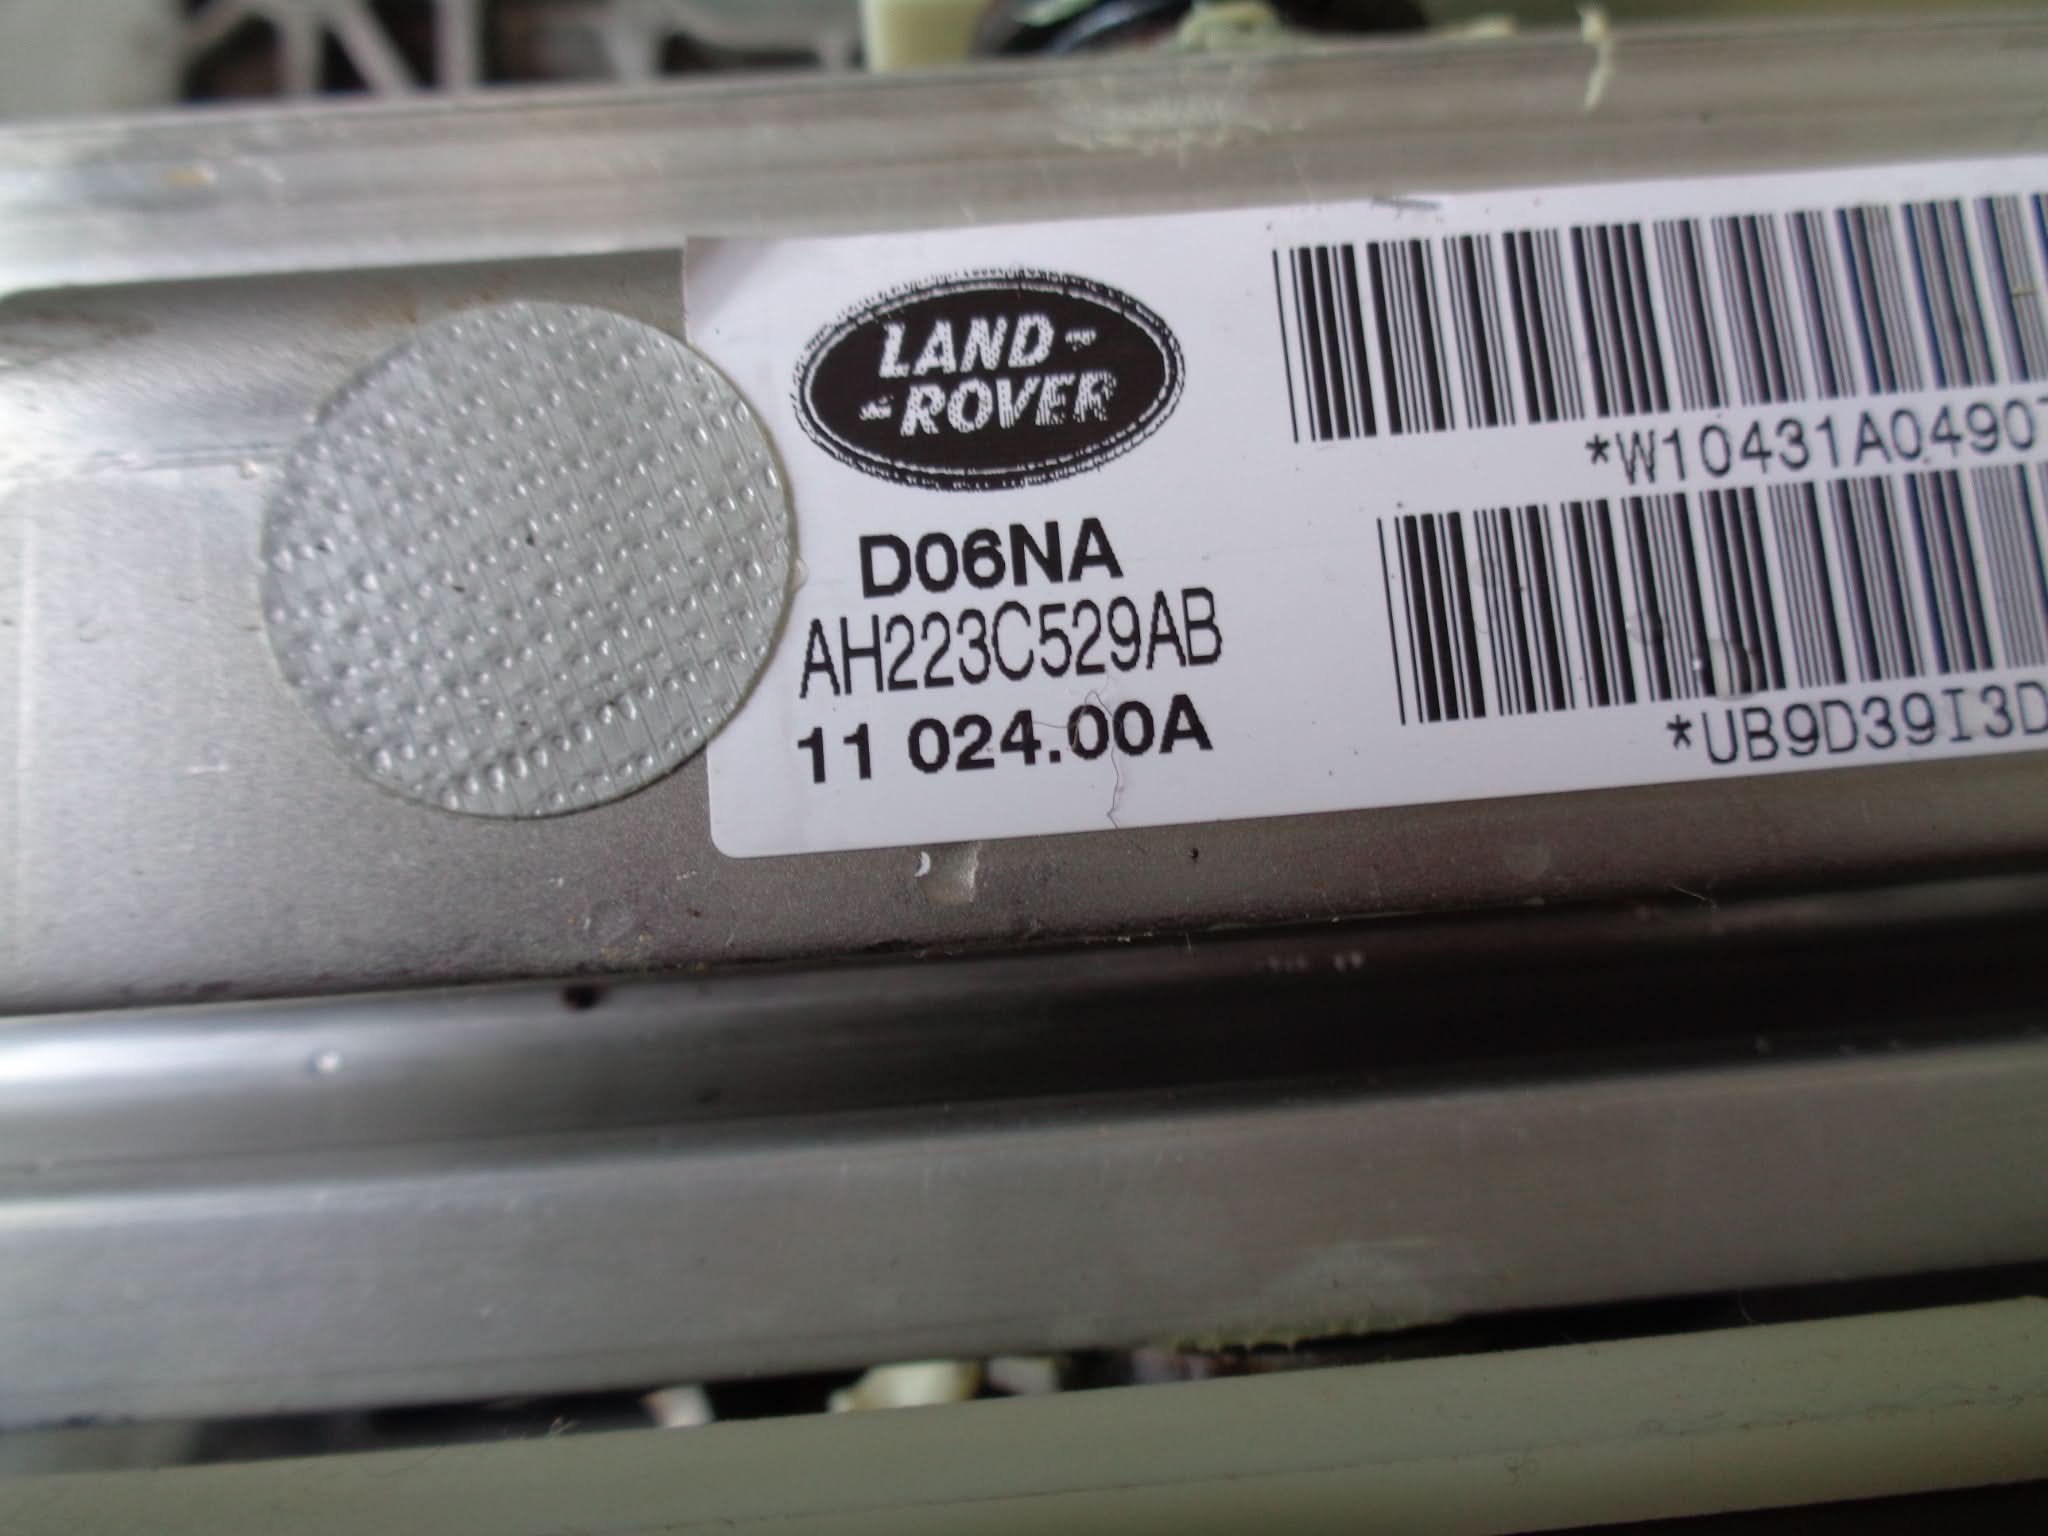 LAND-
-ROVER
D06NA
AH223C529AB
11 024.00A
*W10431A0490
*UB9D39I3D